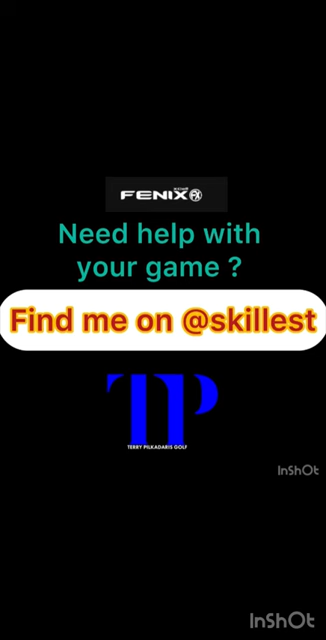 FENIX
Need help with
your game ?
Find me on @skillest
TP
TERRY PILKADARIS GOLF
InShOt
InShOt